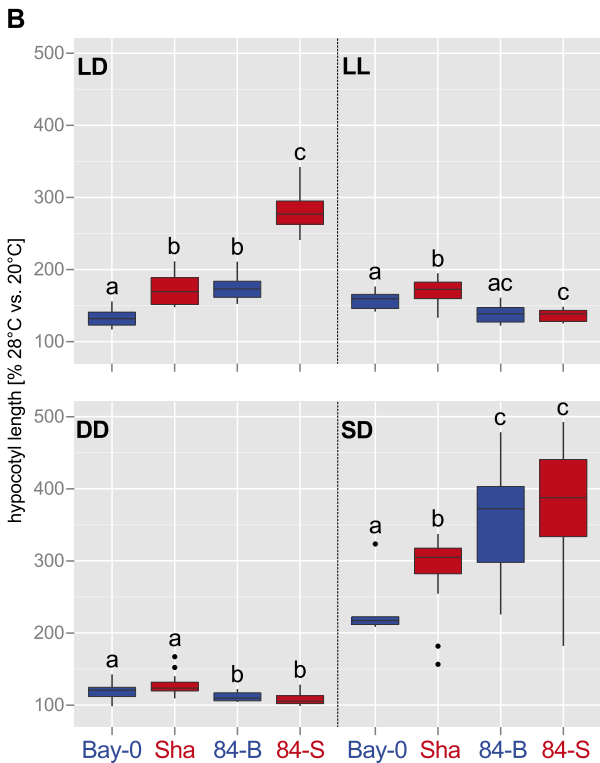 B
hypocotyl length [% 28°C vs. 20°C]
LD
LL
500
400
300
200
100
a
b
b
c
a
b
ac
c
DD
SD
500
400
300
200
100
a
a
b
b
a
b
c
c
Bay-0 Sha 84-B 84-S Bay-0 Sha 84-B 84-S